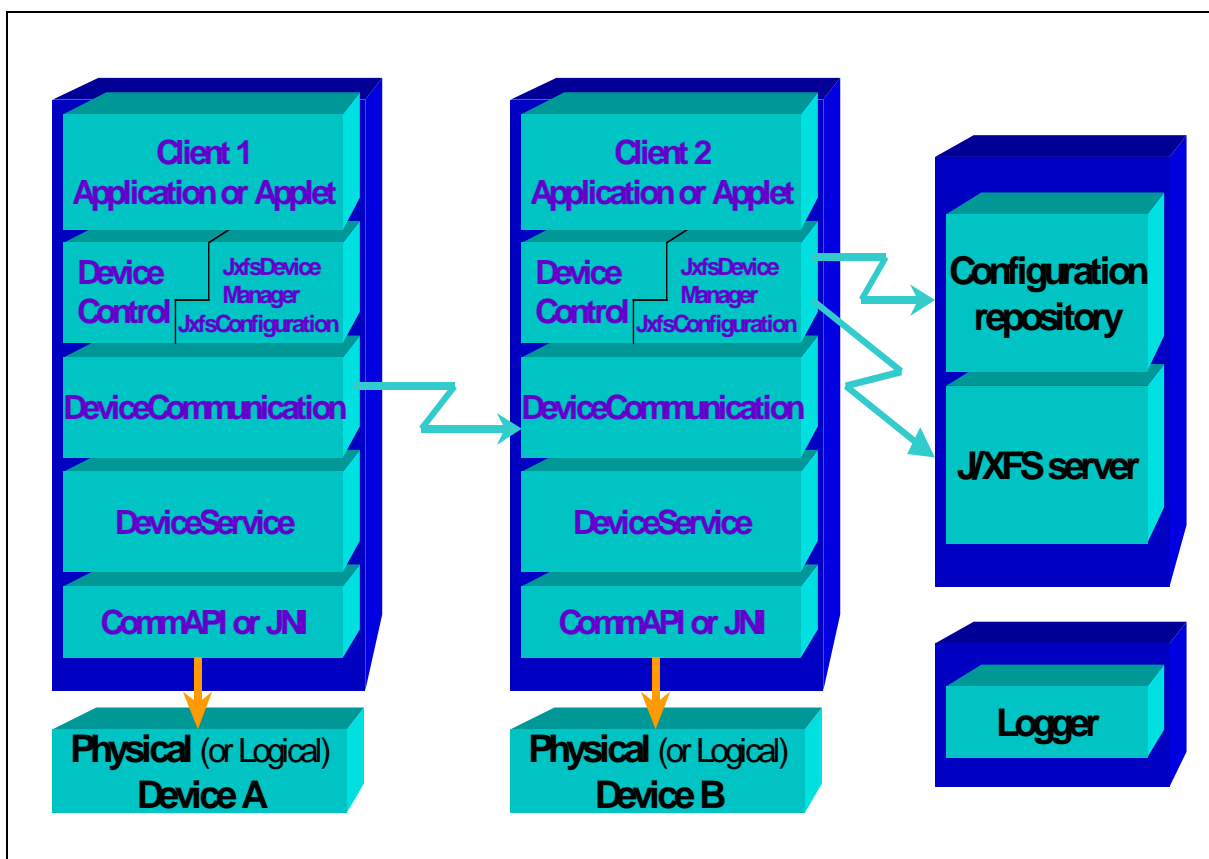 Client 1
Application or Applet
Device
Control
JxfsDevice
Manager
JxfsConfiguration
DeviceCommunication
DeviceService
CommAPI or JNI
Physical (or Logical)
Device A
Client 2
Application or Applet
Device
Control
JxfsDevice
Manager
JxfsConfiguration
DeviceCommunication
DeviceService
CommAPI or JNI
Physical (or Logical)
Device B
Configuration
repository
J/XFS server
Logger